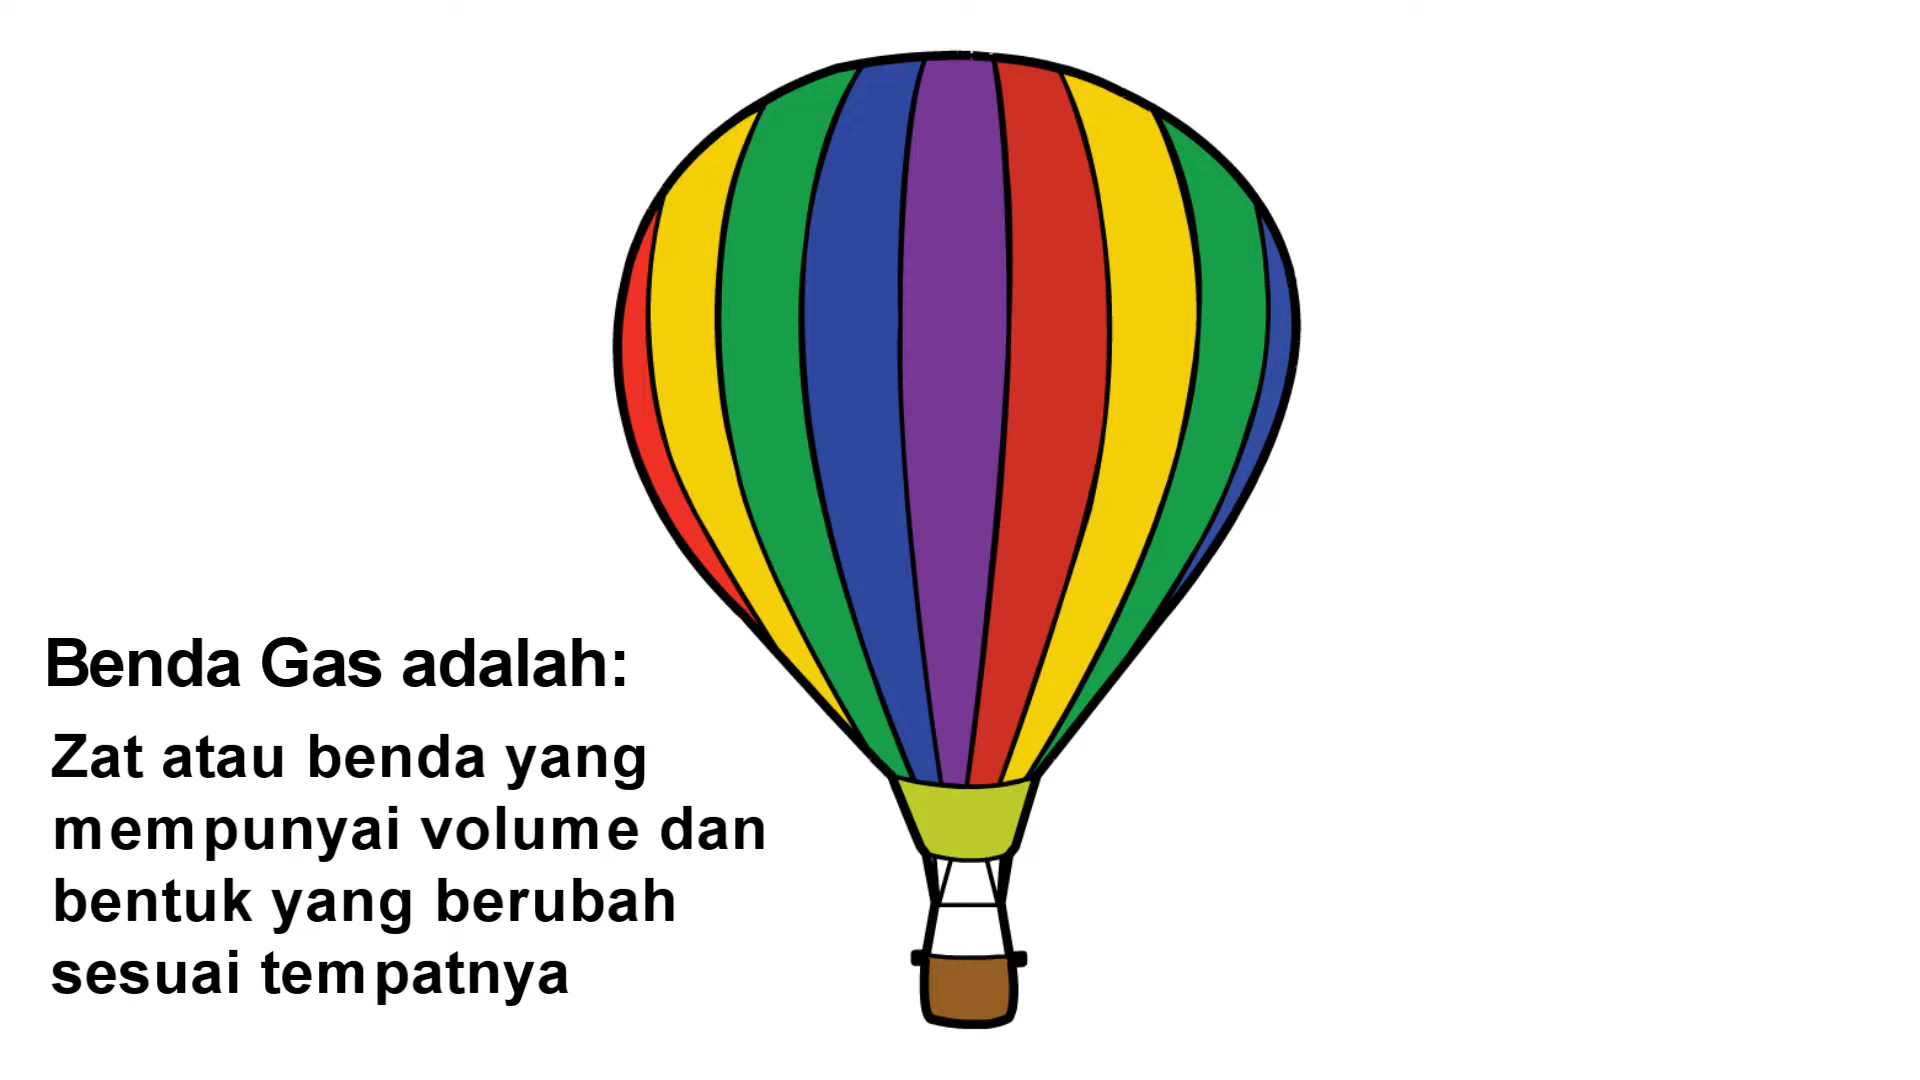 Benda Gas adalah:
Zat atau benda yang
mempunyai volume dan
bentuk yang berubah
sesuai tempatnya